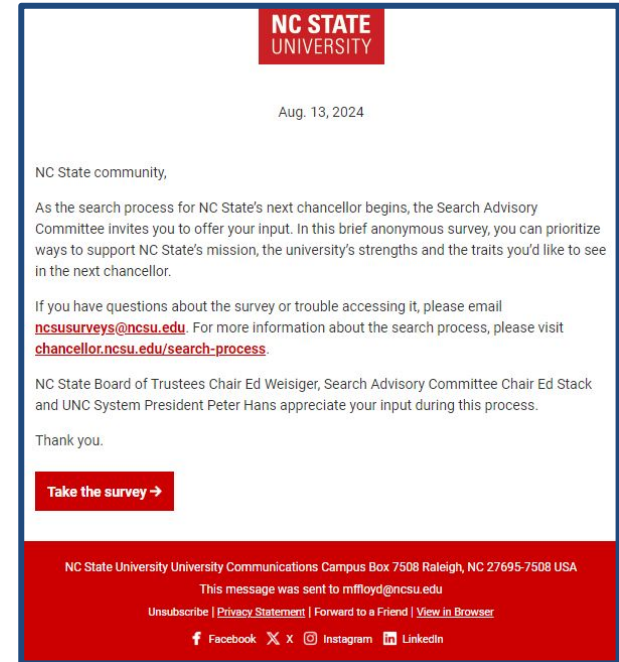 NC STATE
UNIVERSITY
Aug. 13, 2024
NC State community,
As the search process for NC State’s next chancellor begins, the Search Advisory
Committee invites you to offer your input. In this brief anonymous survey, you can prioritize
ways to support NC State’s mission, the university’s strengths and the traits you’d like to see
in the next chancellor.
If you have questions about the survey or trouble accessing it, please email
ncsusurveys@ncsu.edu. For more information about the search process, please visit
chancellor.ncsu.edu/search-process.
NC State Board of Trustees Chair Ed Weisiger, Search Advisory Committee Chair Ed Stack
and UNC System President Peter Hans appreciate your input during this process.
Thank you.
Take the survey →
NC State University University Communications Campus Box 7508 Raleigh, NC 27695-7508 USA
This message was sent to mffloyd@ncsu.edu
Unsubscribe | Privacy Statement | Forward to a Friend | View in Browser
Facebook X Instagram LinkedIn